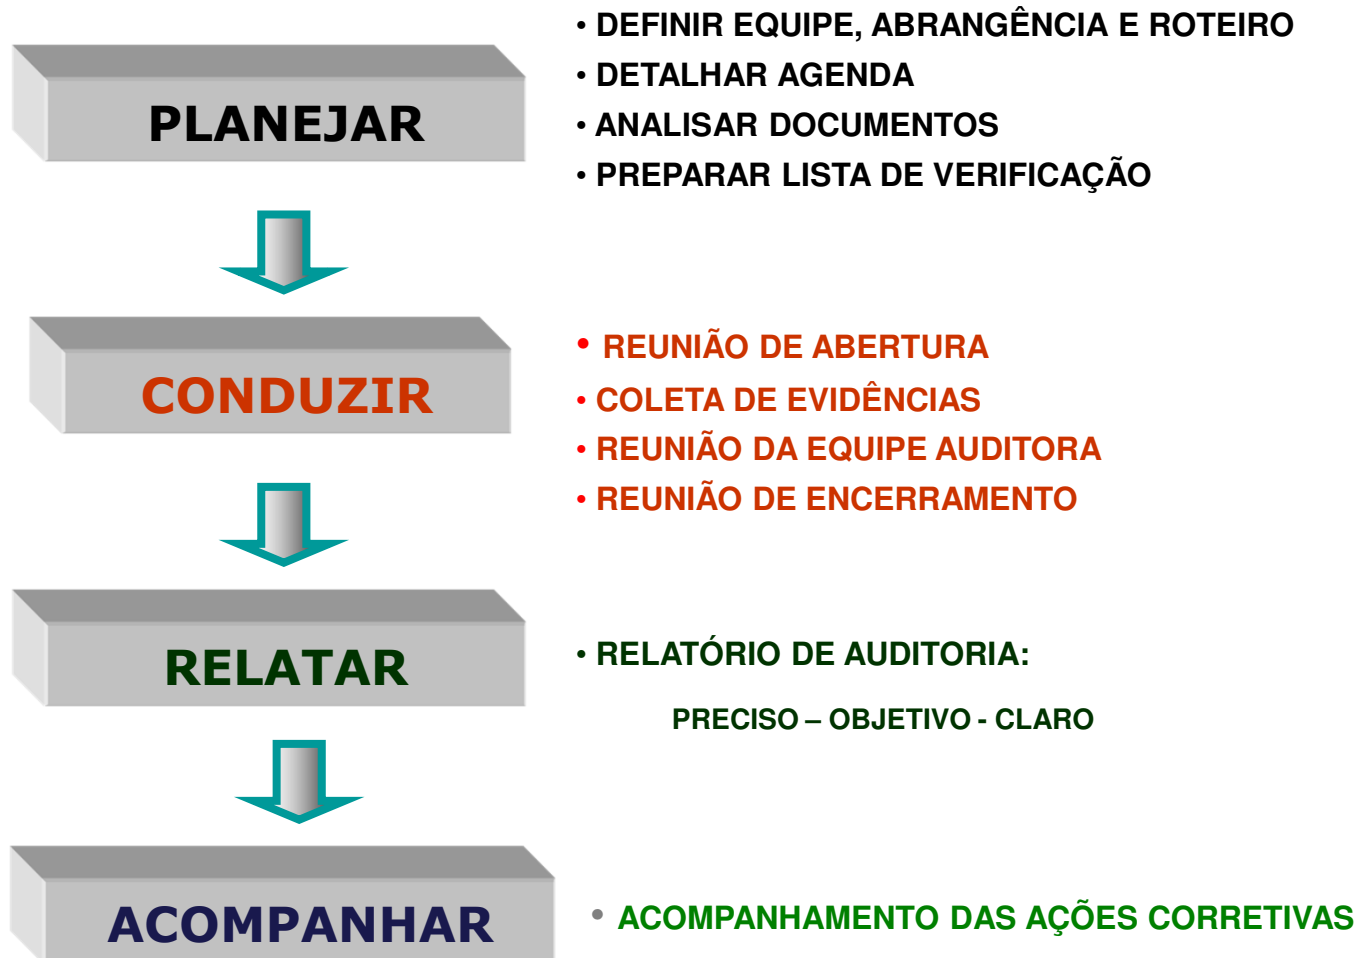 PLANEJAR
• DEFINIR EQUIPE, ABRANGÊNCIA E ROTEIRO
• DETALHAR AGENDA
• ANALISAR DOCUMENTOS
• PREPARAR LISTA DE VERIFICAÇÃO
CONDUZIR
• REUNIÃO DE ABERTURA
• COLETA DE EVIDÊNCIAS
• REUNIÃO DA EQUIPE AUDITORA
• REUNIÃO DE ENCERRAMENTO
RELATAR
• RELATÓRIO DE AUDITORIA:
PRECISO – OBJETIVO - CLARO
ACOMPANHAR
• ACOMPANHAMENTO DAS AÇÕES CORRETIVAS